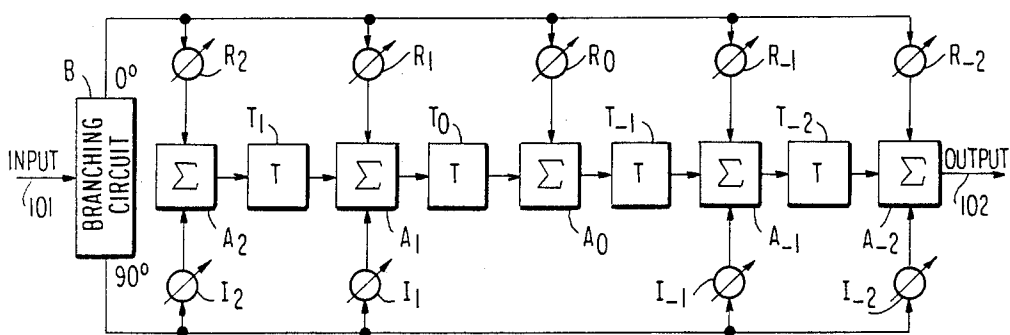 R₂ R₁ R₀ R₋₁ R₋₂
B 0°
T₁ T₀ T₋₁ T₋₂
INPUT BRANCHING CIRCUIT Σ T Σ T Σ T Σ T Σ OUTPUT
101 102
A₂ A₁ A₀ A₋₁ A₋₂
90°
I₂ I₁ I₋₁ I₋₂